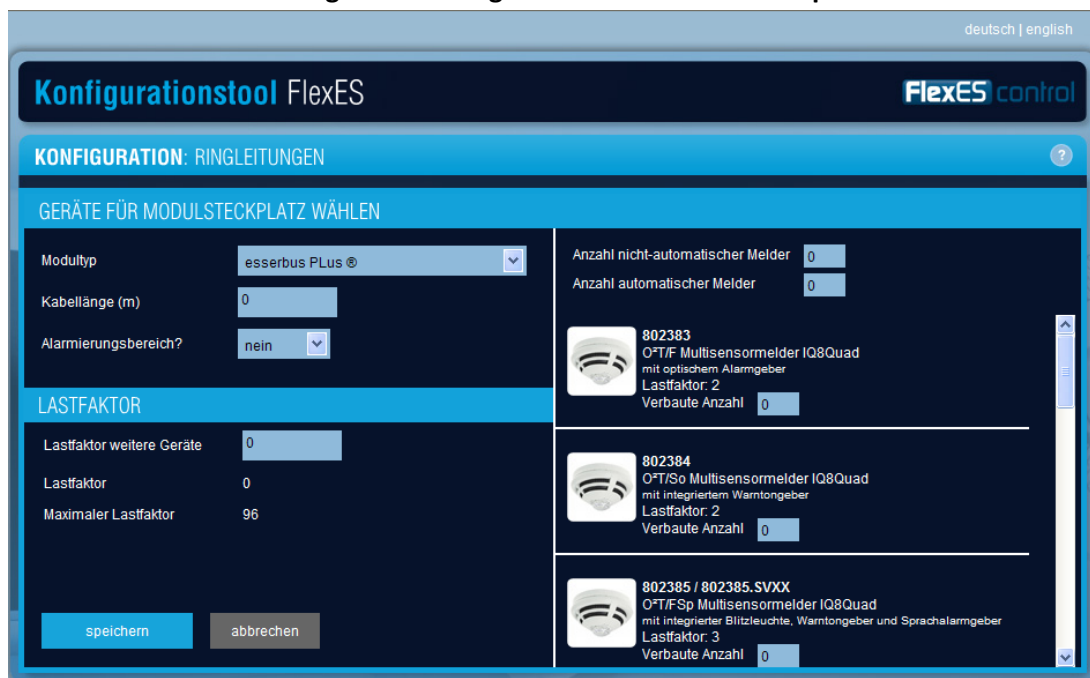 deutsch | english
Konfigurationstool FlexES
FlexES control
KONFIGURATION: RINGLEITUNGEN
?
GERÄTE FÜR MODULSTECKPLATZ WÄHLEN
Modultyp
esserbus PLus ®
Kabellänge (m)
0
Alarmierungsbereich?
nein
LASTFAKTOR
Lastfaktor weitere Geräte
0
Lastfaktor
0
Maximaler Lastfaktor
96
speichern
abbrechen
Anzahl nicht-automatischer Melder
0
Anzahl automatischer Melder
0
802383
O²T/F Multisensormelder IQ8Quad
mit optischem Alarmgeber
Lastfaktor: 2
Verbaute Anzahl 0
802384
O²T/So Multisensormelder IQ8Quad
mit integriertem Warntongeber
Lastfaktor: 2
Verbaute Anzahl 0
802385 / 802385.SVXX
O²T/FSp Multisensormelder IQ8Quad
mit integrierter Blitzleuchte, Warntongeber und Sprachalarmgeber
Lastfaktor: 3
Verbaute Anzahl 0